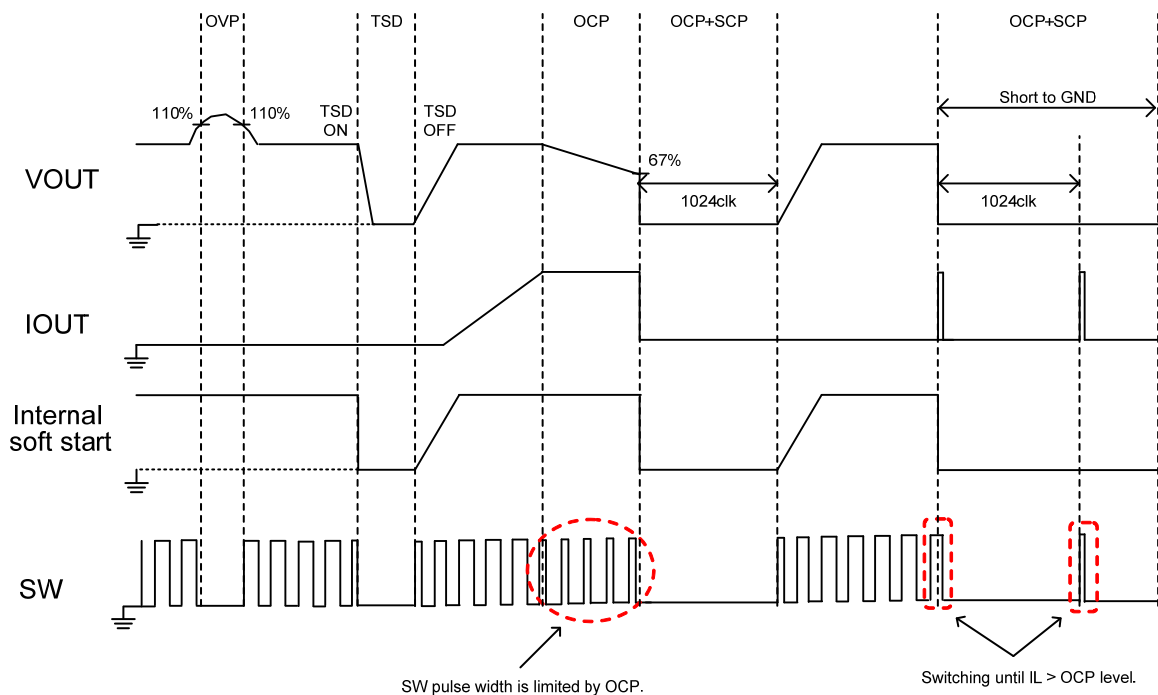 OVP
TSD
OCP
OCP+SCP
OCP+SCP
Short to GND
110%
110%
TSD
ON
TSD
OFF
67%
VOUT
1024clk
1024clk
IOUT
Internal
soft start
SW
SW pulse width is limited by OCP.
Switching until IL > OCP level.